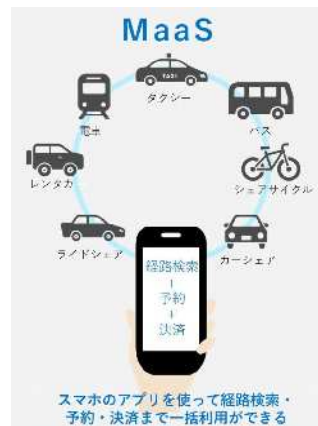 MaaS
TAXI
タクシー
電車
バス
レンタカ
シェアサイクル
ライドシェア
カーシェア
経路検索
+
予約
+
決済
スマホのアプリを使って経路検索・
予約・決済まで一括利用ができる